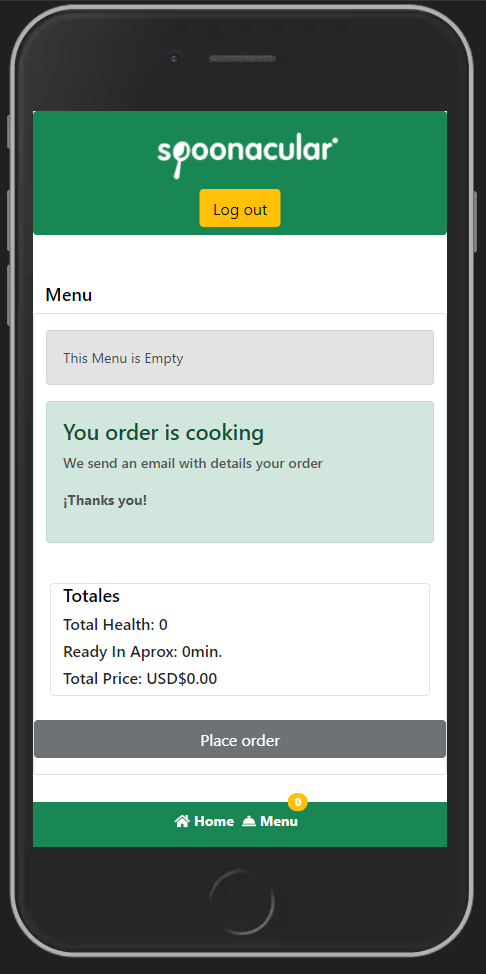 spoonacular
Log out
Menu
This Menu is Empty
You order is cooking
We send an email with details your order
¡Thanks you!
Totales
Total Health: 0
Ready In Aprox: 0min.
Total Price: USD$0.00
Place order
0
Home Menu